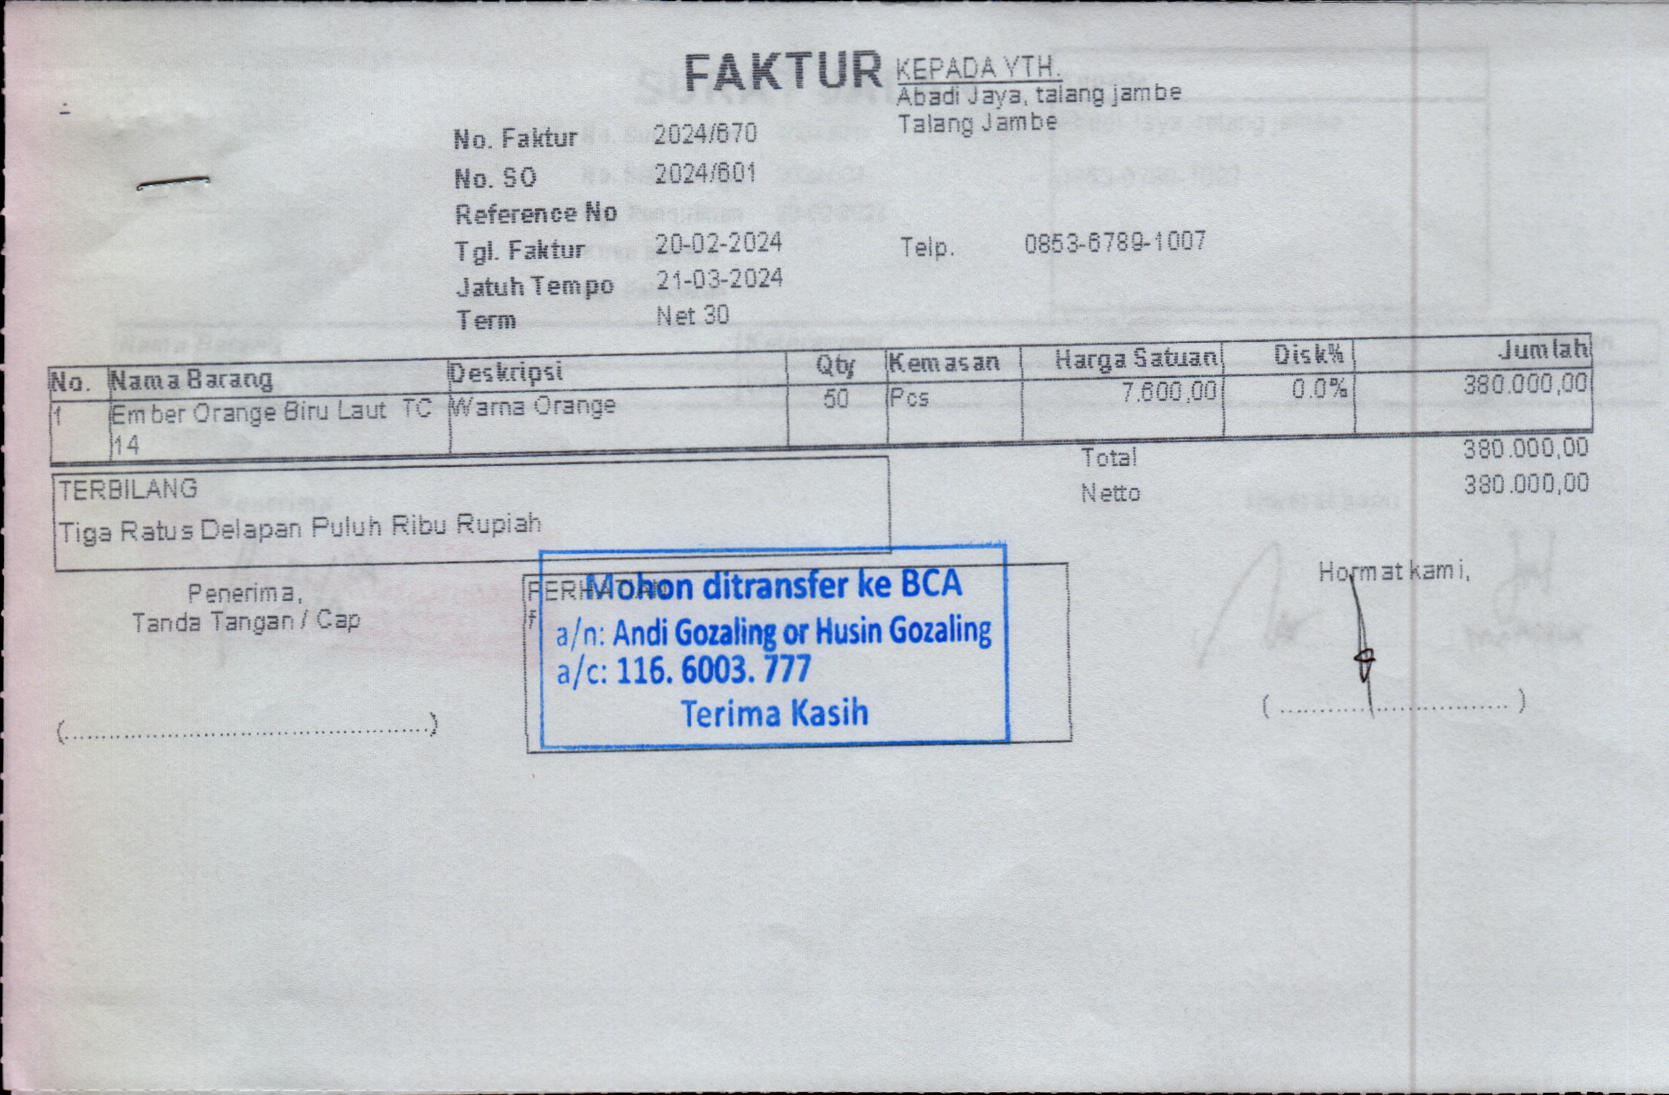 FAKTUR
KEPADA YTH.
Abadi Jaya, talang jambe
Talang Jambe
No. Faktur 2024/670
No. SO 2024/601
Reference No
Tgl. Faktur 20-02-2024
Telp. 0853-6789-1007
Jatuh Tempo 21-03-2024
Term Net 30
No. Nama Barang Deskripsi Qty Kemasan Harga Satuan Disk% Jumlah
1 Ember Orange Biru Laut TC Warna Orange 50 Pcs 7.600,00 0.0% 380.000,00
14
Total 380.000,00
Netto 380.000,00
TERBILANG
Tiga Ratus Delapan Puluh Ribu Rupiah
Penerima,
Tanda Tangan / Cap
(..................................................)
Mohon ditransfer ke BCA
a/n: Andi Gozaling or Husin Gozaling
a/c: 116. 6003. 777
Terima Kasih
Hormat kami,
( .................................. )